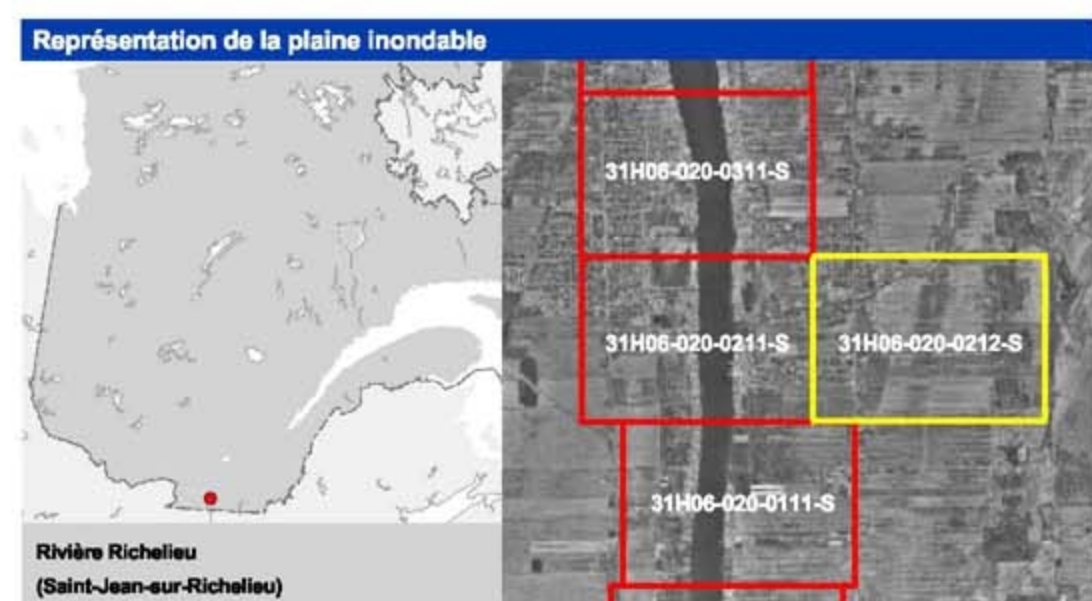 Représentation de la plaine inondable
31H06-020-0311-S
31H06-020-0211-S
31H06-020-0212-S
31H06-020-0111-S
Rivière Richelieu
(Saint-Jean-sur-Richelieu)